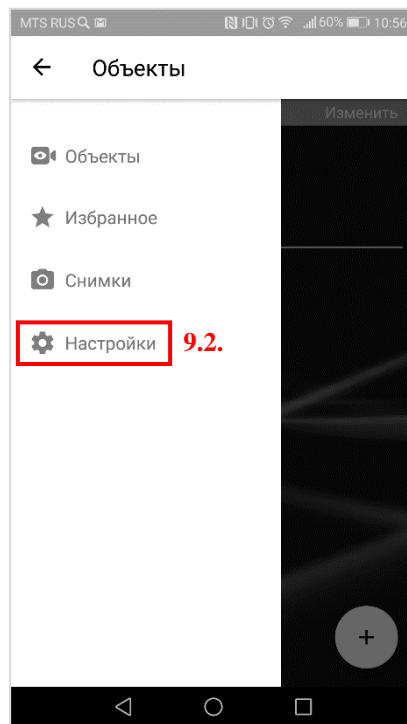 MTS RUS 60% 10:56
Объекты
Изменить
Объекты
Избранное
Снимки
Настройки 9.2.
+